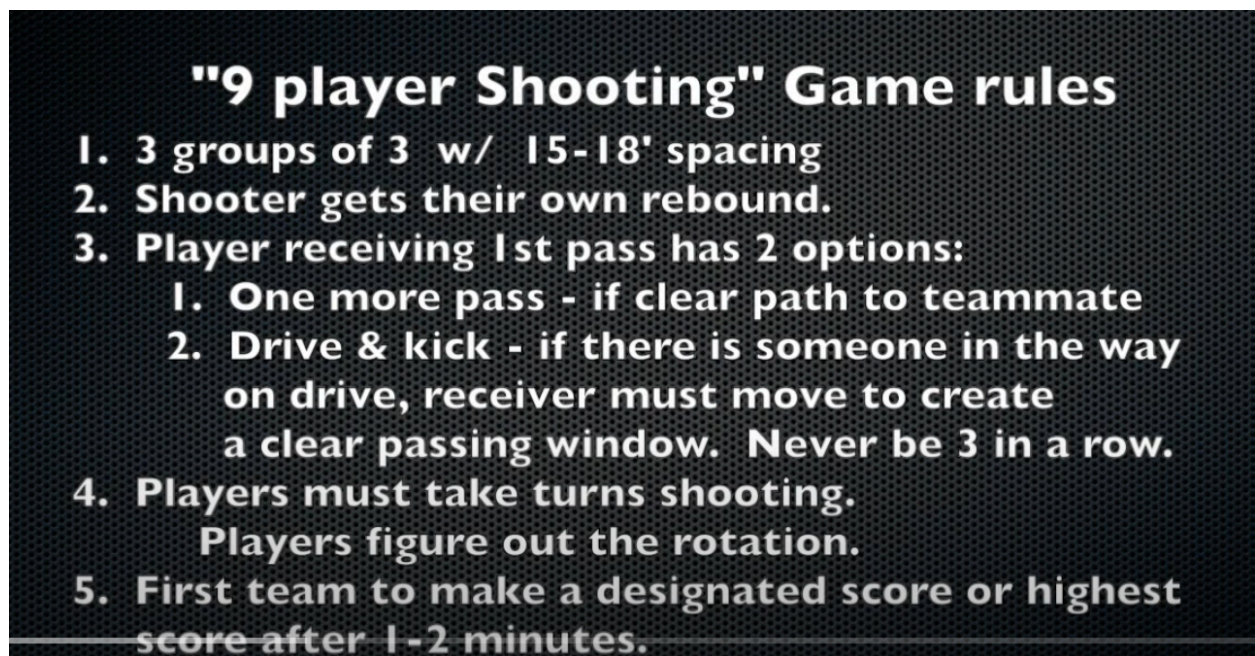 "9 player Shooting" Game rules
1. 3 groups of 3 w/ 15-18' spacing
2. Shooter gets their own rebound.
3. Player receiving 1st pass has 2 options:
1. One more pass - if clear path to teammate
2. Drive & kick - if there is someone in the way
on drive, receiver must move to create
a clear passing window. Never be 3 in a row.
4. Players must take turns shooting.
Players figure out the rotation.
5. First team to make a designated score or highest
score after 1-2 minutes.